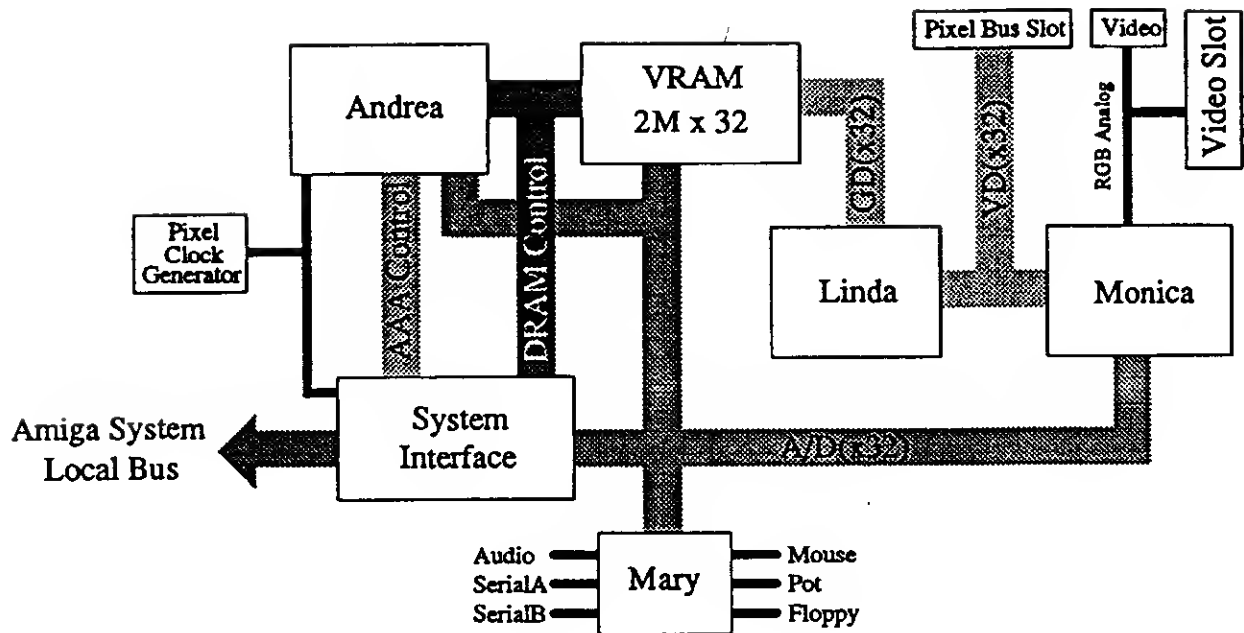 Pixel Bus Slot
Video
Video Slot
Andrea
VRAM
2M x 32
RGB Analog
GD(x32)
VD(x32)
Pixel
Clock
Generator
AAA Control
DRAM Control
Linda
Monica
Amiga System
Local Bus
System
Interface
A/D(x32)
Audio
SerialA
SerialB
Mary
Mouse
Pot
Floppy